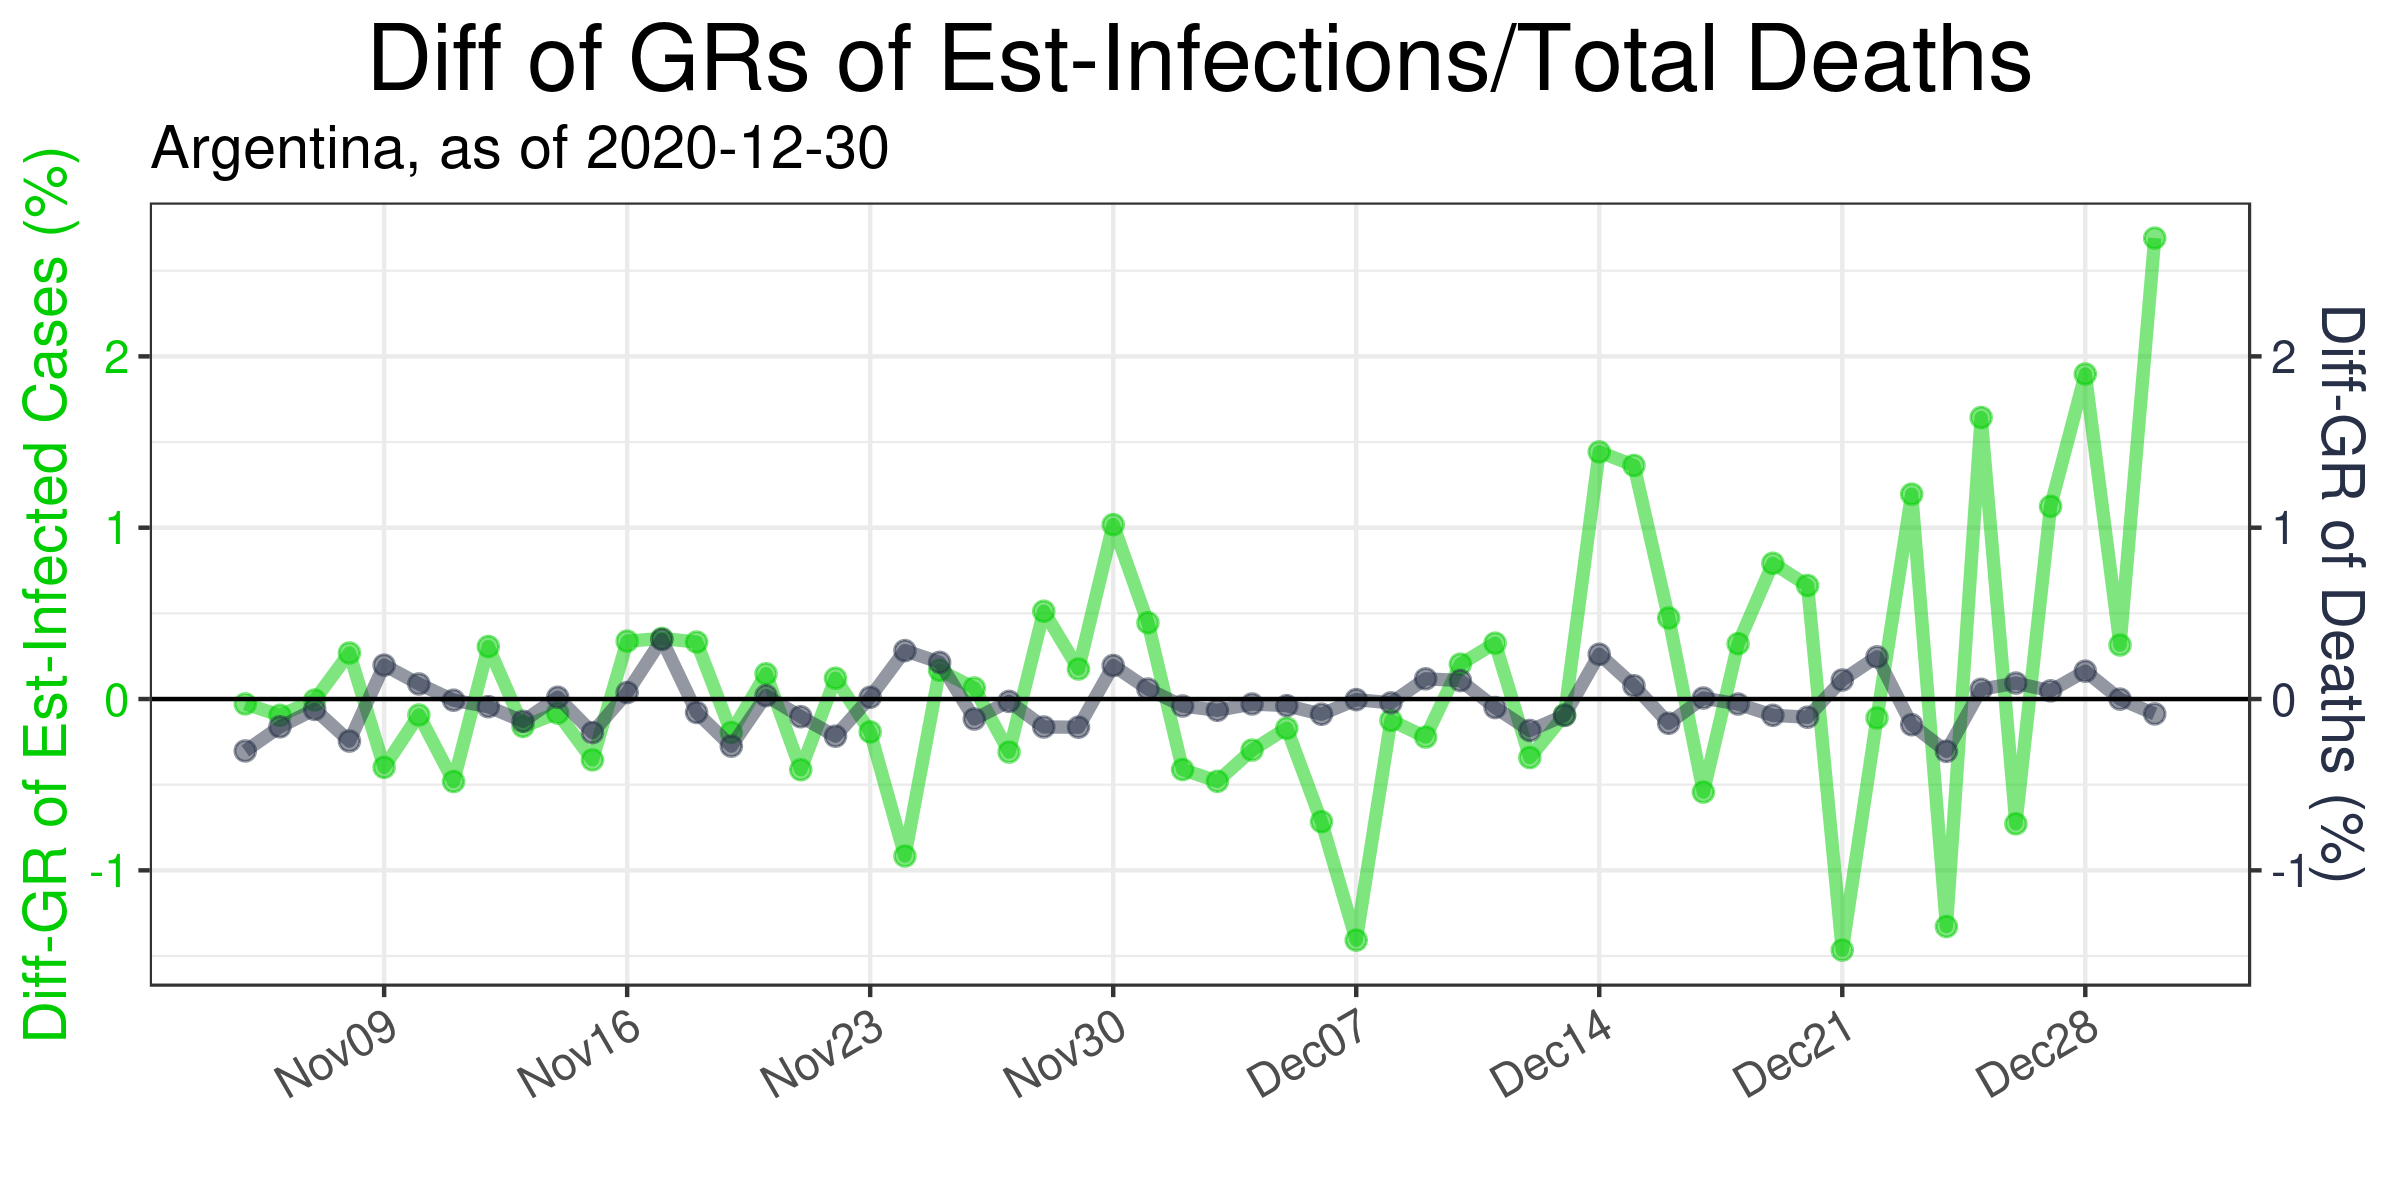 Diff of GRs of Est-Infections/Total Deaths
Argentina, as of 2020-12-30
Diff-GR of Est-Infected Cases (%)
2
1
0
-1
2
1
0
-1
Diff-GR of Deaths (%)
Nov09
Nov16
Nov23
Nov30
Dec07
Dec14
Dec21
Dec28